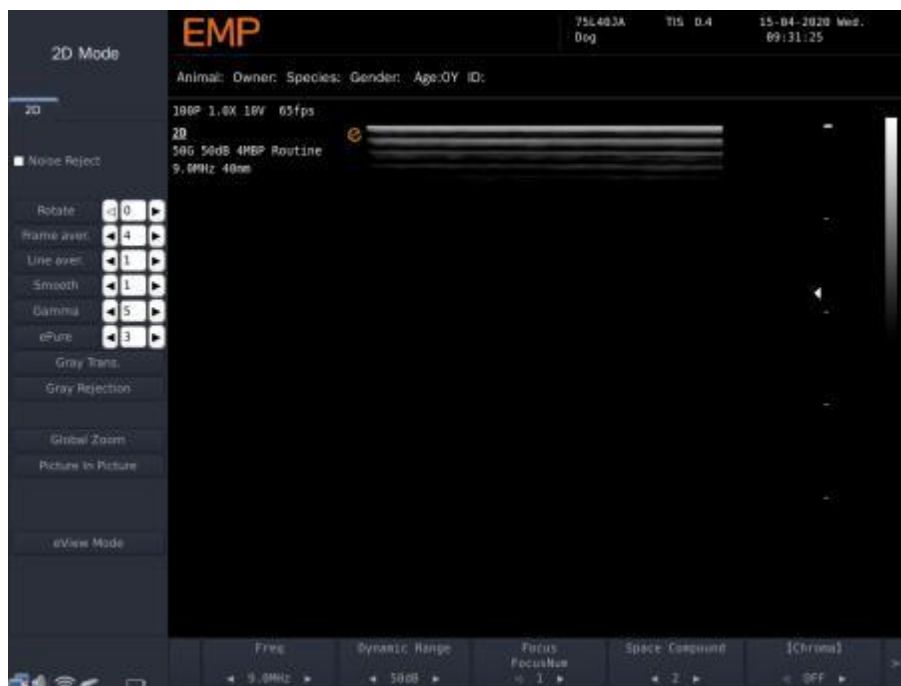 EMP
75L40JA TIS 0.4 15-04-2020 Wed.
Dog 09:31:25
2D Mode
Animal: Owner: Species: Gender: Age:0Y ID:
2D
100P 1.0X 10V 65fps
2D
50G 50dB 4MBP Routine
9.0MHz 40mm
Noise Reject
Rotate 0
Frame aver. 4
Line aver. 1
Smooth 1
Gamma 5
ePure 3
Gray Trans.
Gray Rejection
Global Zoom
Picture In Picture
eView Mode
Freq Dynamic Range Focus Space Compound [Chroma]
FocusNum
9.0MHz 50dB 1 2 OFF